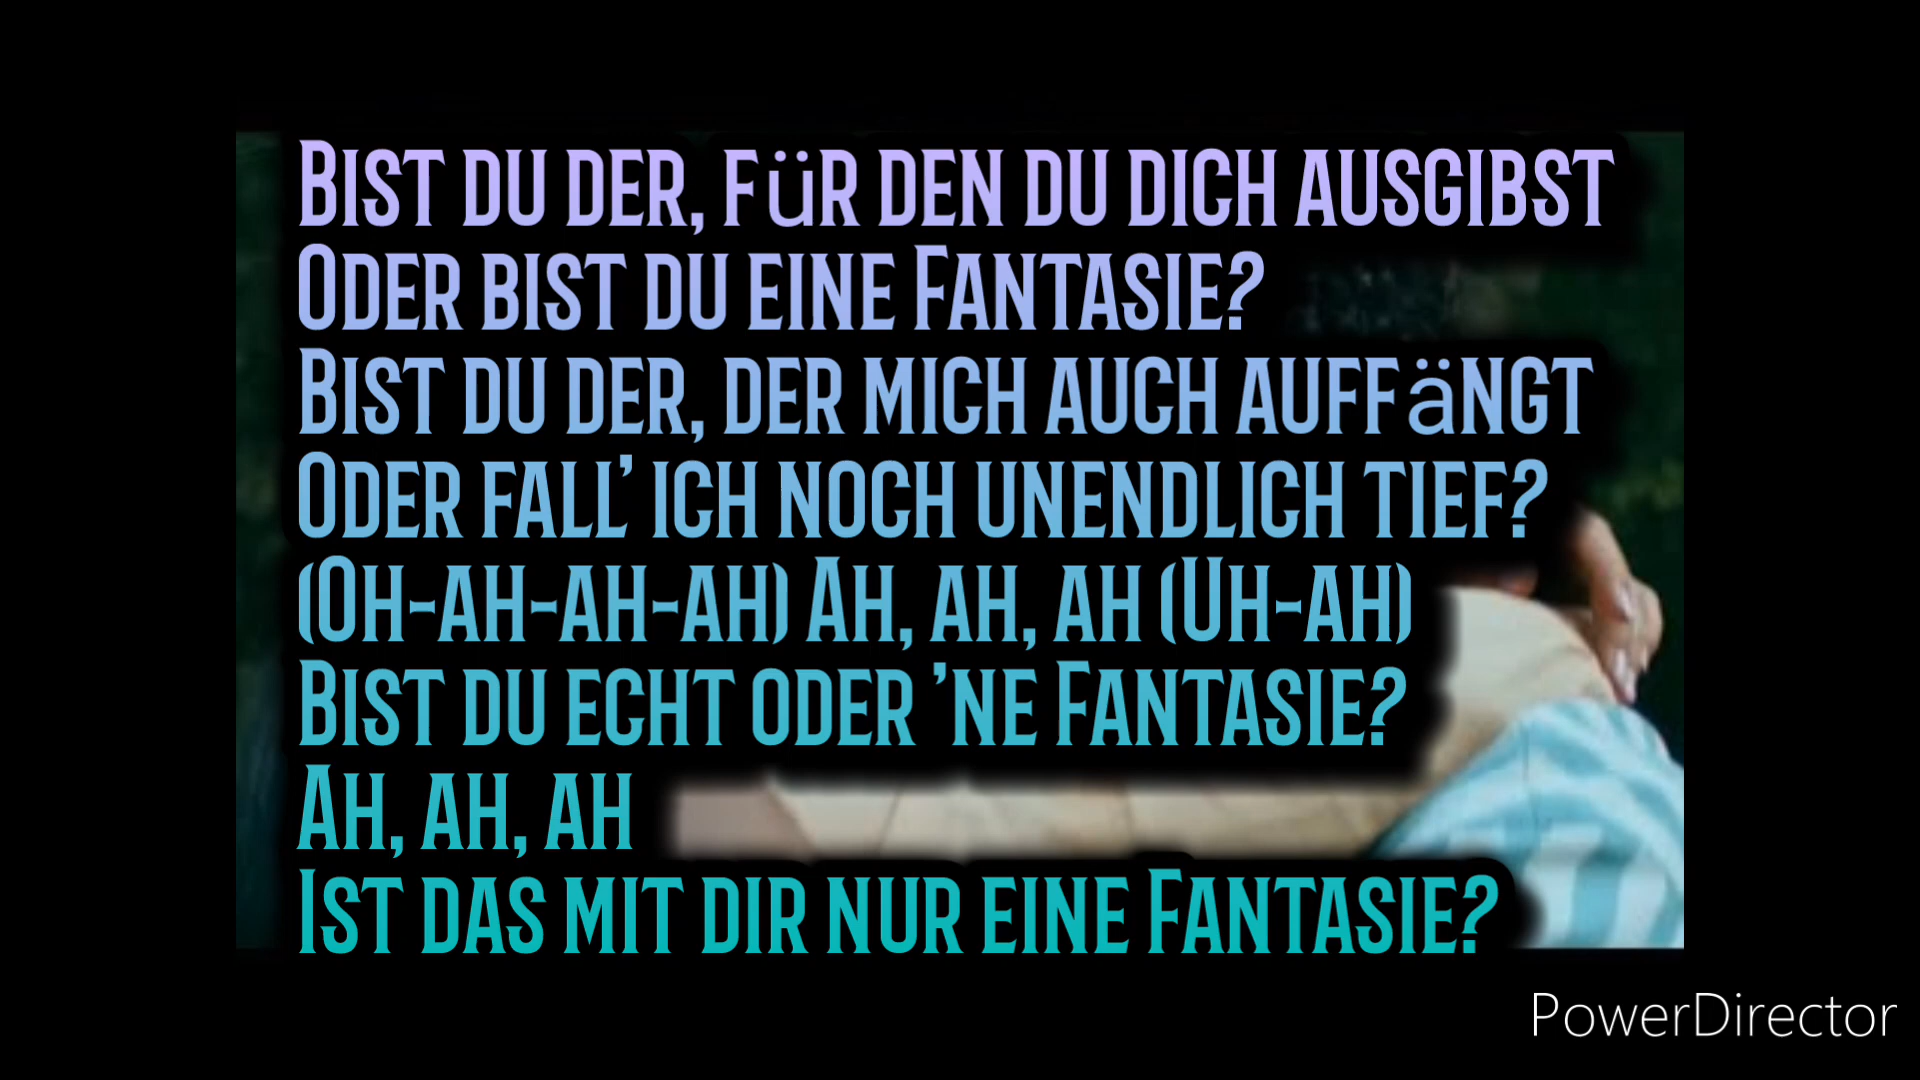 Bist du der, für den du dich ausgibst
Oder bist du eine Fantasie?
Bist du der, der mich auch auffängt
Oder fall’ ich noch unendlich tief?
(Oh-ah-ah-ah) Ah, ah, ah (Uh-ah)
Bist du echt oder ’ne Fantasie?
Ah, ah, ah
Ist das mit dir nur eine Fantasie?
PowerDirector